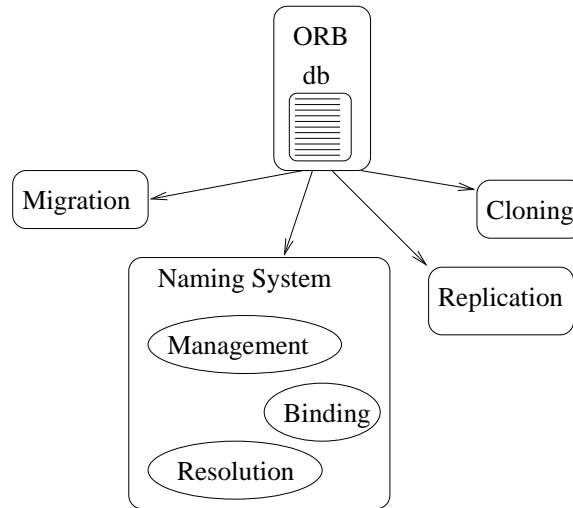 ORB
db
Migration
Cloning
Naming System
Replication
Management
Binding
Resolution